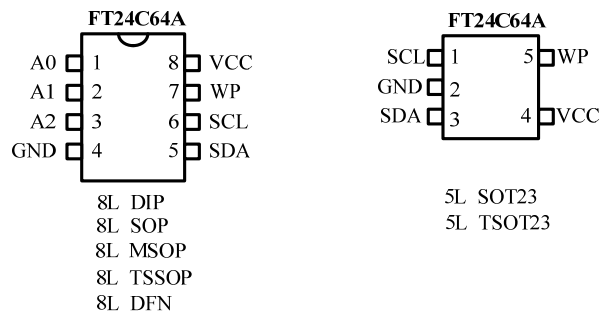 FT24C64A
A0 1 8 VCC
A1 2 7 WP
A2 3 6 SCL
GND 4 5 SDA
8L DIP
8L SOP
8L MSOP
8L TSSOP
8L DFN
FT24C64A
SCL 1 5 WP
GND 2
SDA 3 4 VCC
5L SOT23
5L TSOT23